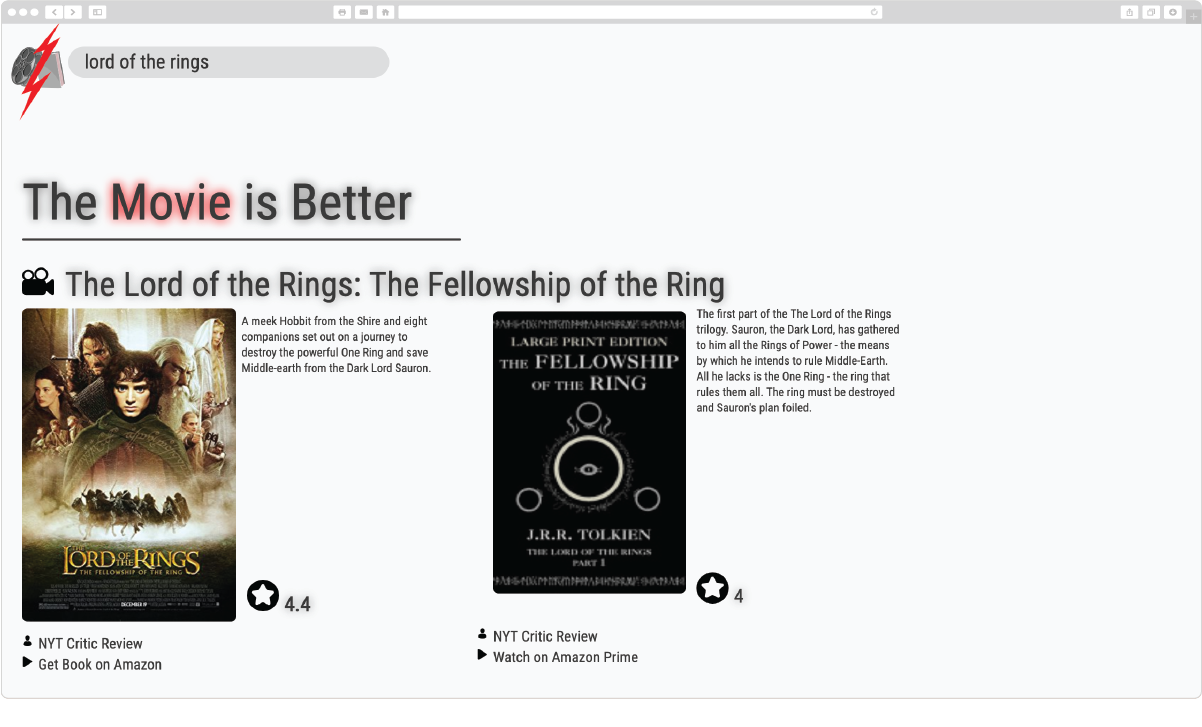 lord of the rings
The Movie is Better
The Lord of the Rings: The Fellowship of the Ring
A meek Hobbit from the Shire and eight
companions set out on a journey to
destroy the powerful One Ring and save
Middle-earth from the Dark Lord Sauron.
THE
LORD OF THE RINGS
THE FELLOWSHIP OF THE RING
DECEMBER 19
4.4
NYT Critic Review
Get Book on Amazon
LARGE PRINT EDITION
THE FELLOWSHIP
OF THE RING
J.R.R. TOLKIEN
THE LORD OF THE RINGS
PART 1
The first part of the The Lord of the Rings
trilogy. Sauron, the Dark Lord, has gathered
to him all the Rings of Power - the means
by which he intends to rule Middle-Earth.
All he lacks is the One Ring - the ring that
rules them all. The ring must be destroyed
and Sauron's plan foiled.
4
NYT Critic Review
Watch on Amazon Prime